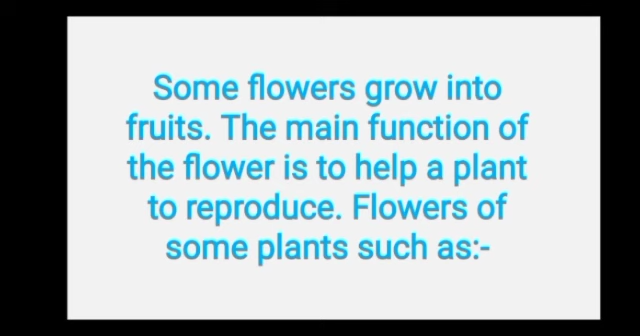 Some flowers grow into
fruits. The main function of
the flower is to help a plant
to reproduce. Flowers of
some plants such as:-